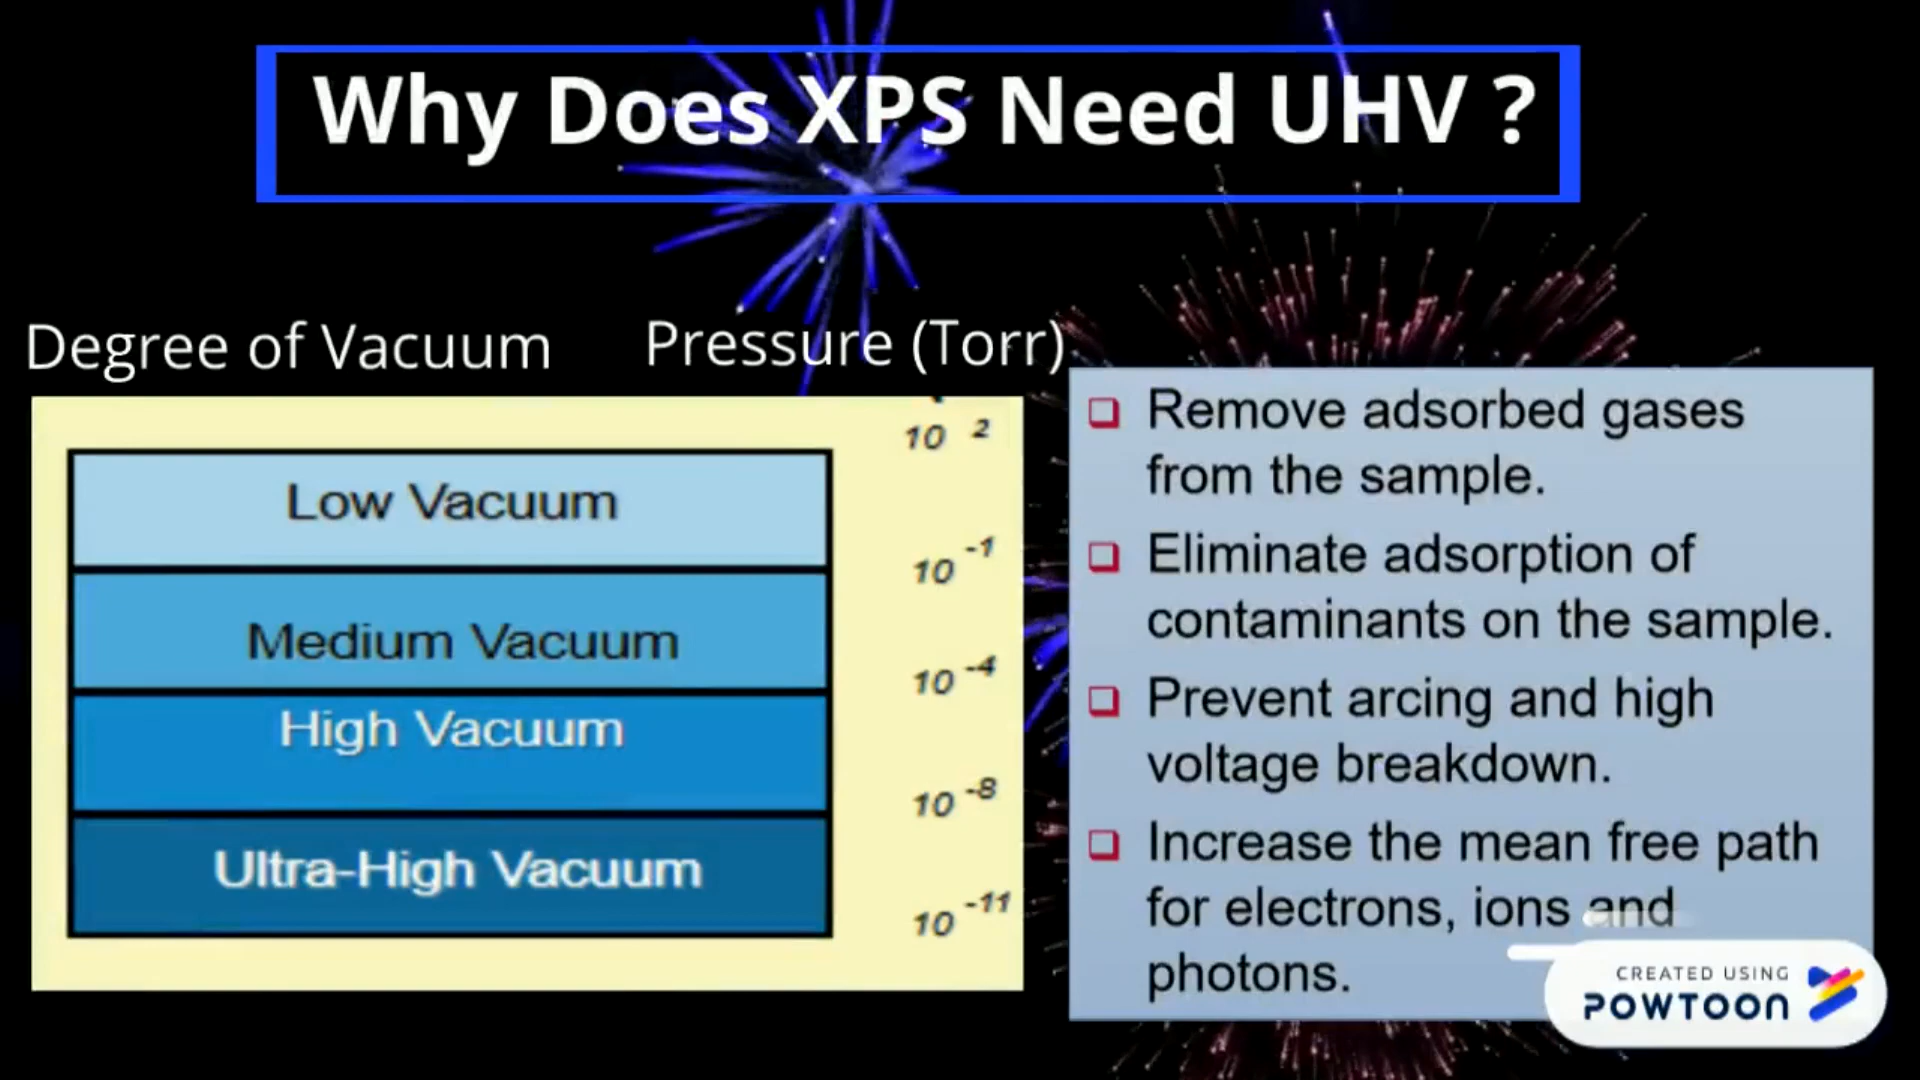 Why Does XPS Need UHV ?
Degree of Vacuum
Pressure (Torr)
10 2
Low Vacuum
10 -1
Medium Vacuum
10 -4
High Vacuum
10 -8
Ultra-High Vacuum
10 -11
Remove adsorbed gases
from the sample.
Eliminate adsorption of
contaminants on the sample.
Prevent arcing and high
voltage breakdown.
Increase the mean free path
for electrons, ions and
photons.
CREATED USING
POWTOON